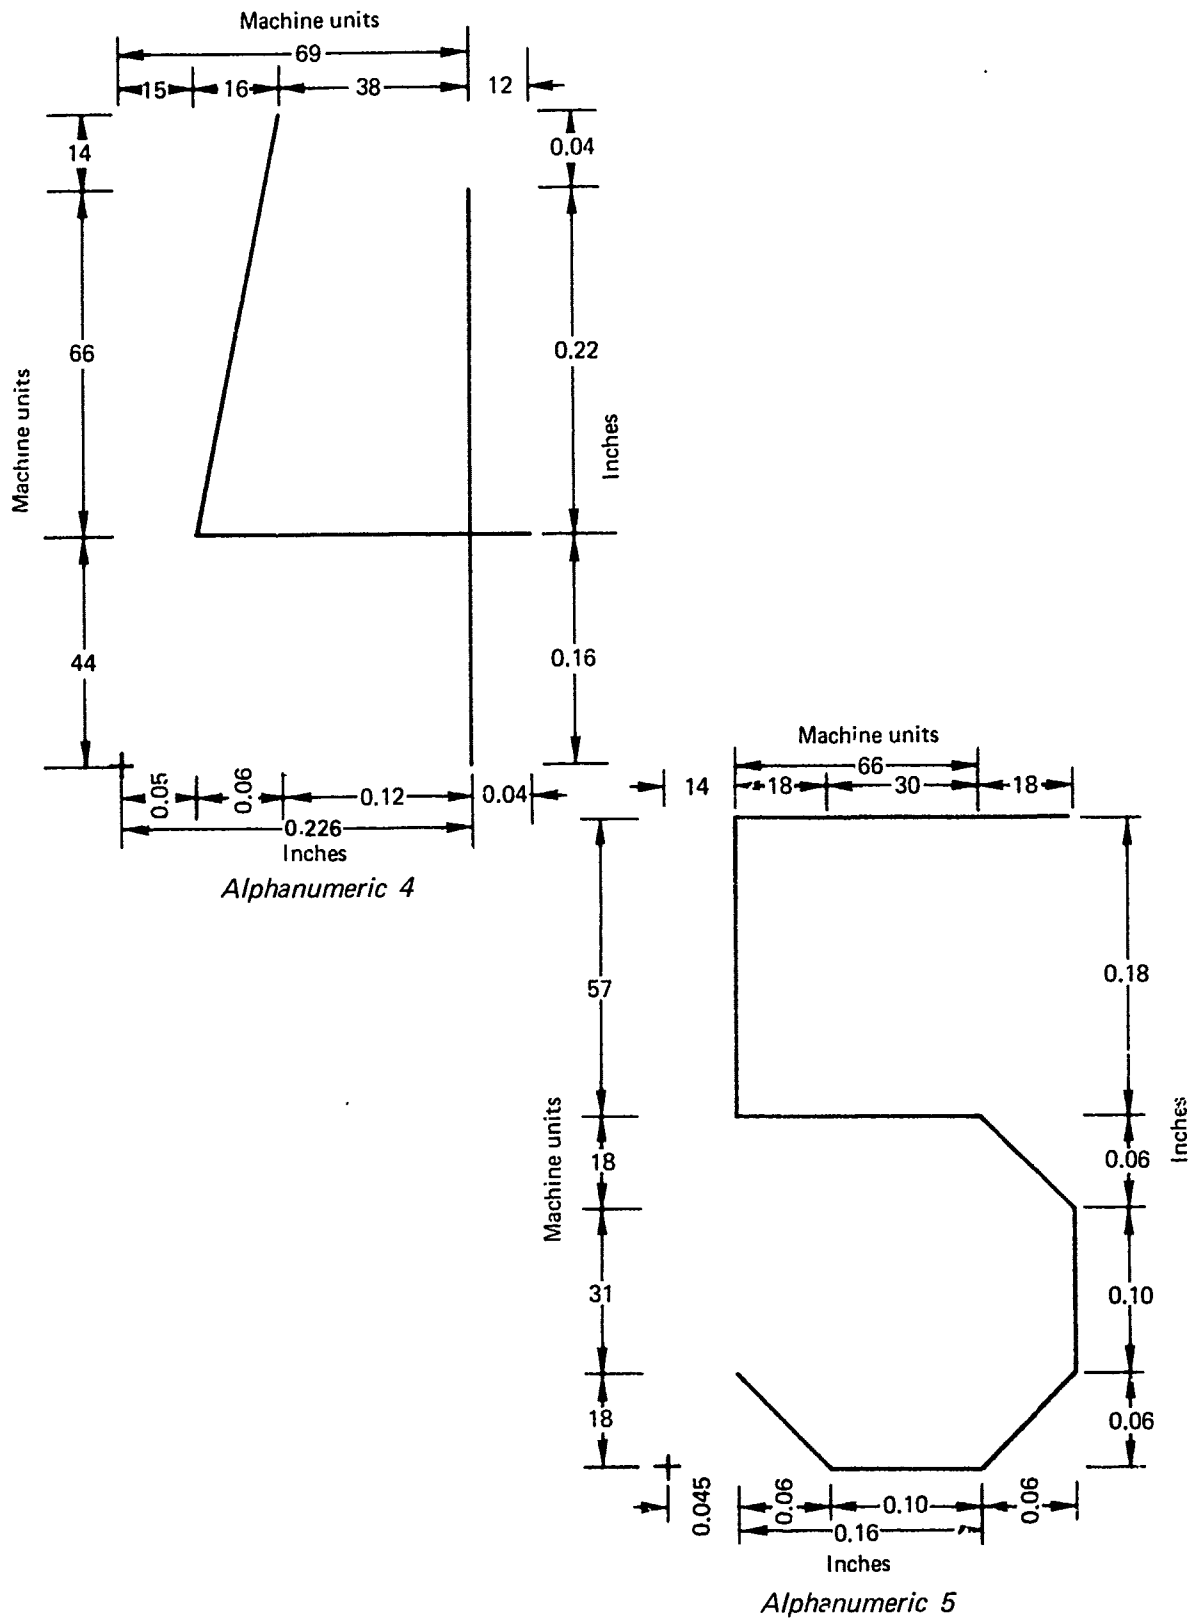 Machine units
69
15 16 38 12
14
0.04
66
0.22
Machine units
Inches
44
0.16
0.05 0.06 0.12 0.04
0.226
Inches
Alphanumeric 4
Machine units
66
14 18 30 18
57
0.18
Machine units
Inches
18
0.06
31
0.10
18
0.06
0.045 0.06 0.10 0.06
0.16
Inches
Alphanumeric 5